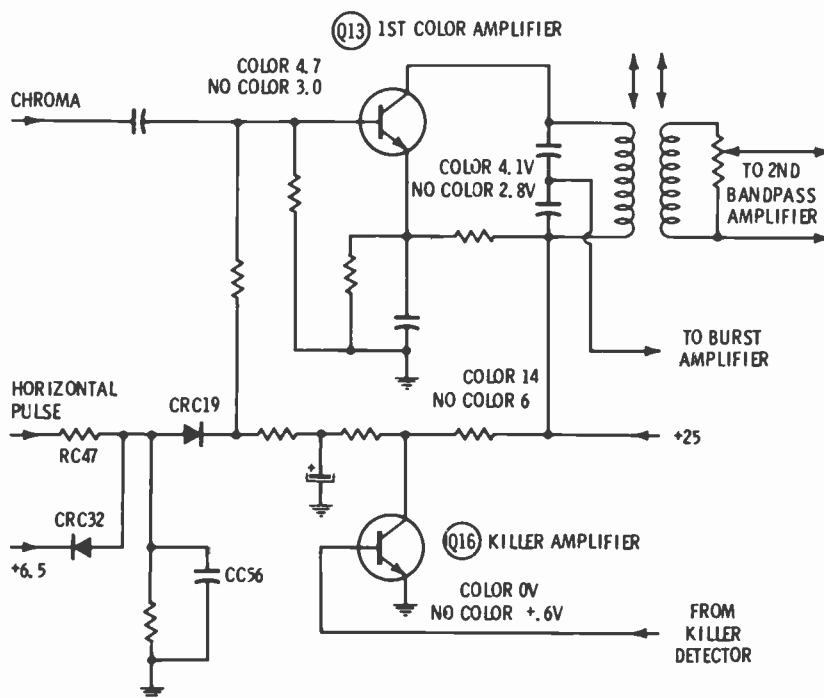 Q13 1ST COLOR AMPLIFIER
COLOR 4.7
NO COLOR 3.0
CHROMA
COLOR 4.1V
NO COLOR 2.8V
TO 2ND
BANDPASS
AMPLIFIER
TO BURST
AMPLIFIER
COLOR 14
NO COLOR 6
HORIZONTAL
PULSE
CRC19
RC47
+25
+
CRC32
+6.5
CC56
Q16 KILLER AMPLIFIER
COLOR 0V
NO COLOR +.6V
FROM
KILLER
DETECTOR